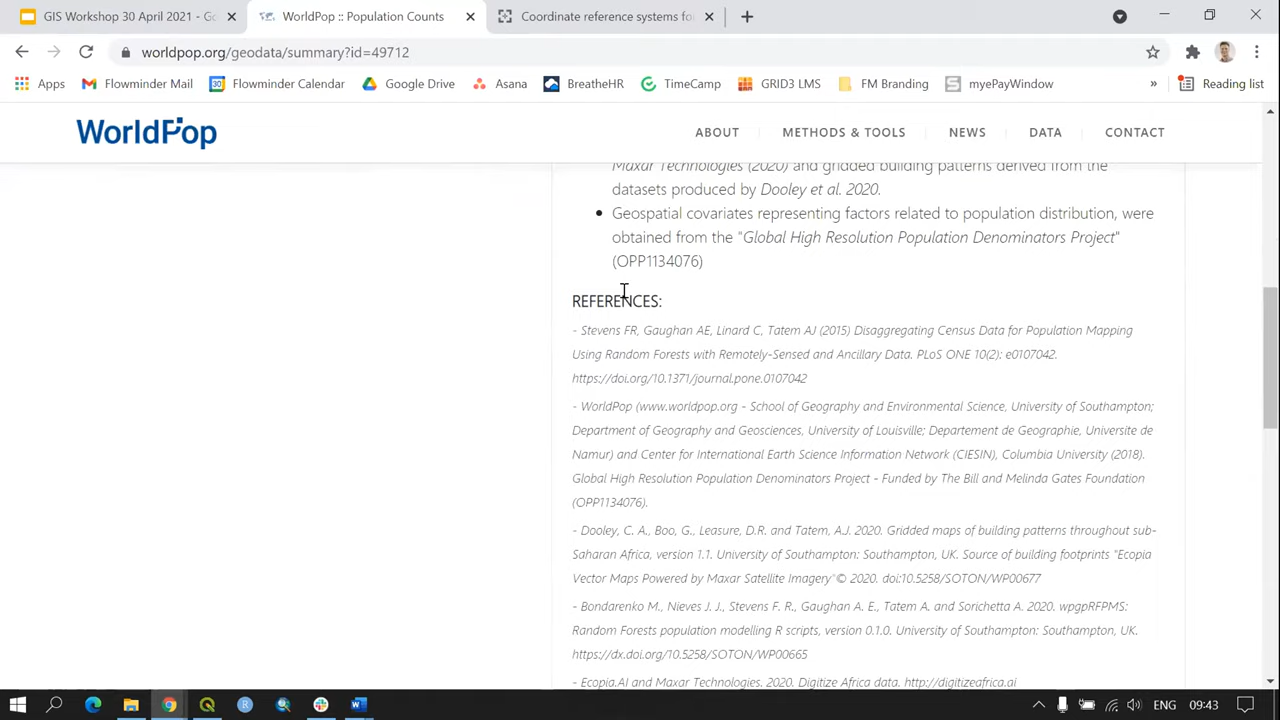 GIS Workshop 30 April 2021 - Go
WorldPop :: Population Counts
Coordinate reference systems fo
worldpop.org/geodata/summary?id=49712
Apps
Flowminder Mail
Flowminder Calendar
Google Drive
Asana
BreatheHR
TimeCamp
GRID3 LMS
FM Branding
myePayWindow
»
Reading list
WorldPop
ABOUT
METHODS & TOOLS
NEWS
DATA
CONTACT
Maxar Technologies (2020) and gridded building patterns derived from the
datasets produced by Dooley et al. 2020.
• Geospatial covariates representing factors related to population distribution, were
obtained from the "Global High Resolution Population Denominators Project"
(OPP1134076)
REFERENCES:
- Stevens FR, Gaughan AE, Linard C, Tatem AJ (2015) Disaggregating Census Data for Population Mapping
Using Random Forests with Remotely-Sensed and Ancillary Data. PLoS ONE 10(2): e0107042.
https://doi.org/10.1371/journal.pone.0107042
- WorldPop (www.worldpop.org - School of Geography and Environmental Science, University of Southampton;
Department of Geography and Geosciences, University of Louisville; Departement de Geographie, Universite de
Namur) and Center for International Earth Science Information Network (CIESIN), Columbia University (2018).
Global High Resolution Population Denominators Project - Funded by The Bill and Melinda Gates Foundation
(OPP1134076).
- Dooley, C. A., Boo, G., Leasure, D.R. and Tatem, A.J. 2020. Gridded maps of building patterns throughout sub-
Saharan Africa, version 1.1. University of Southampton: Southampton, UK. Source of building footprints "Ecopia
Vector Maps Powered by Maxar Satellite Imagery"© 2020. doi:10.5258/SOTON/WP00677
- Bondarenko M., Nieves J. J., Stevens F. R., Gaughan A. E., Tatem A. and Sorichetta A. 2020. wpgpRFPMS:
Random Forests population modelling R scripts, version 0.1.0. University of Southampton: Southampton, UK.
https://dx.doi.org/10.5258/SOTON/WP00665
- Ecopia.AI and Maxar Technologies. 2020. Digitize Africa data. http://digitizeafrica.ai
ENG
09:43